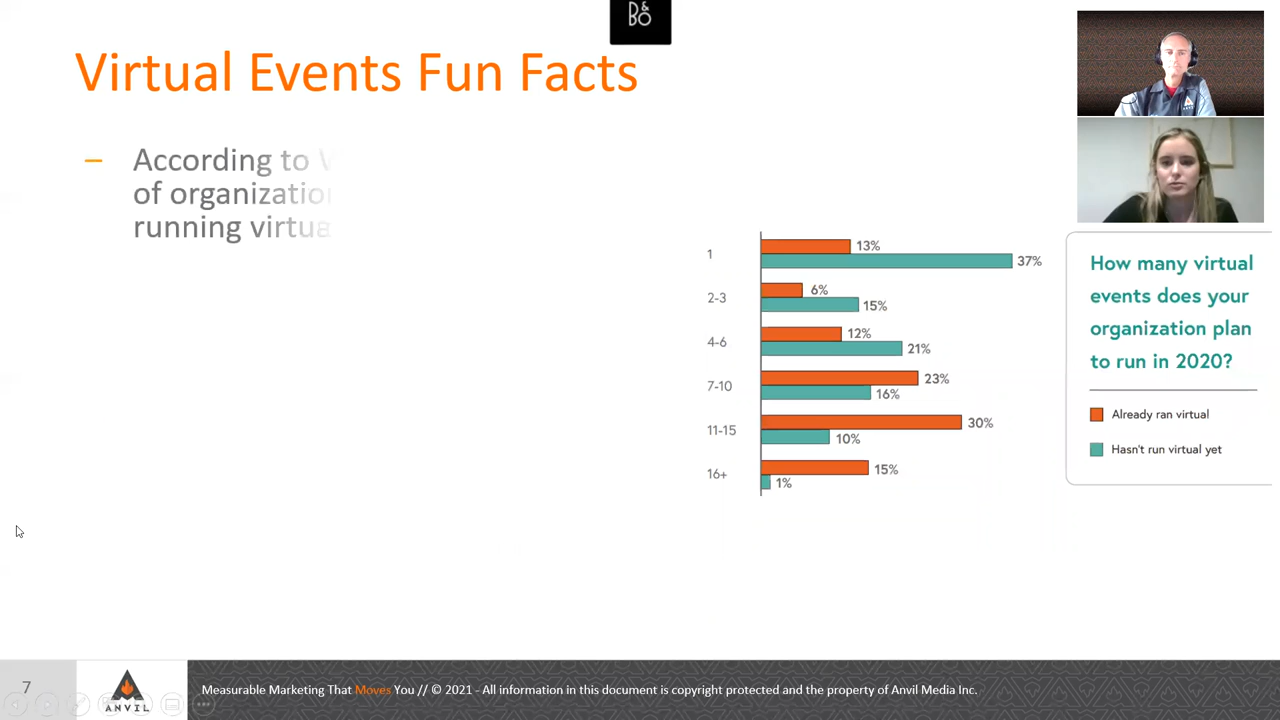 D&
BO
Virtual Events Fun Facts
– According to
of organization
running virtua
1
13%
37%
2-3
6%
15%
4-6
12%
21%
7-10
23%
16%
11-15
30%
10%
16+
15%
1%
How many virtual
events does your
organization plan
to run in 2020?
Already ran virtual
Hasn't run virtual yet
7
ANVIL
Measurable Marketing That Moves You // © 2021 - All information in this document is copyright protected and the property of Anvil Media Inc.